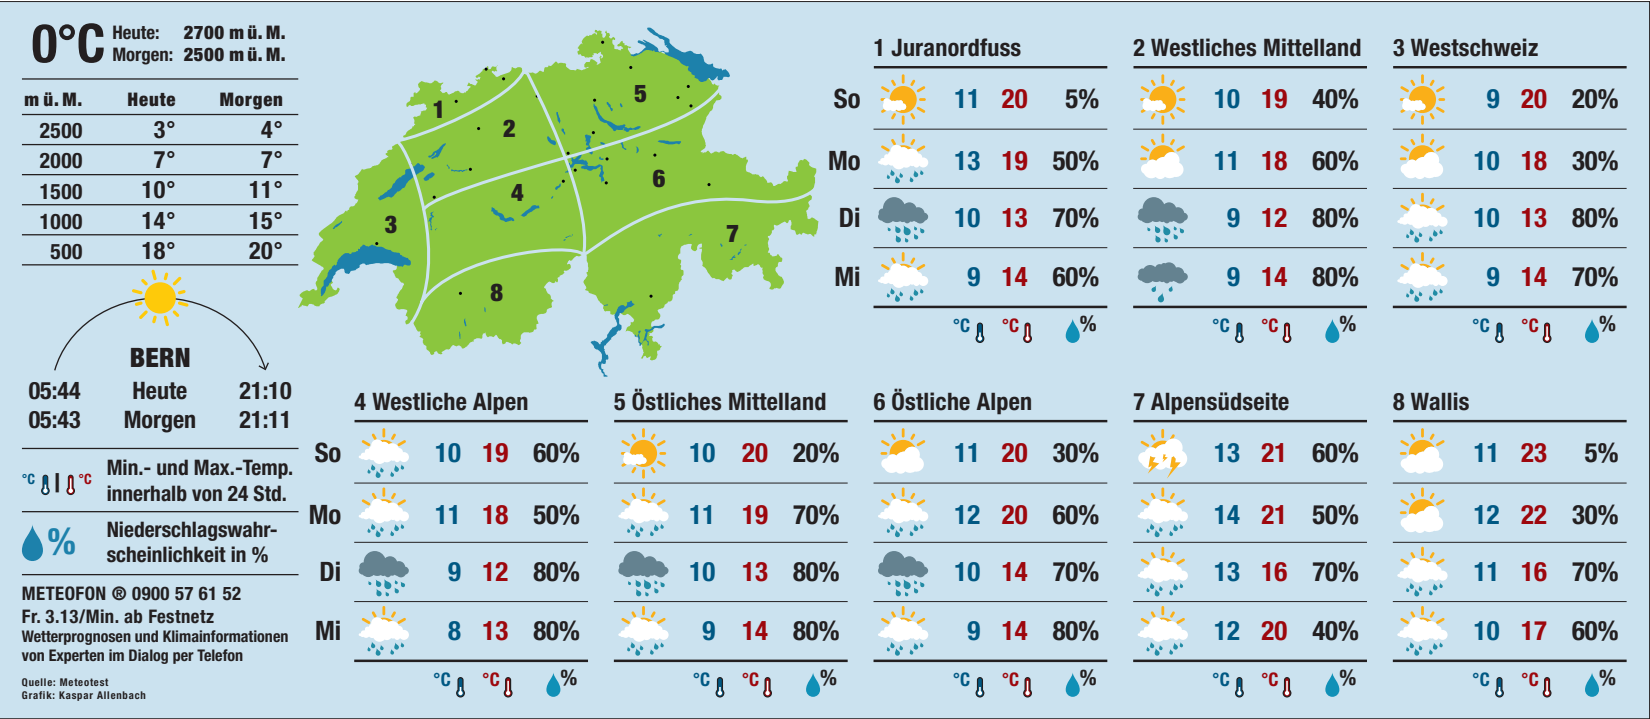 0°C
Heute: 2700 m ü. M.
Morgen: 2500 m ü. M.
m ü. M. Heute Morgen
2500 3° 4°
2000 7° 7°
1500 10° 11°
1000 14° 15°
500 18° 20°
BERN
05:44 Heute 21:10
05:43 Morgen 21:11
°C | °C Min.- und Max.-Temp.
innerhalb von 24 Std.
% Niederschlagswahr-
scheinlichkeit in %
METEOFON ® 0900 57 61 52
Fr. 3.13/Min. ab Festnetz
Wetterprognosen und Klimainformationen
von Experten im Dialog per Telefon
Quelle: Meteotest
Grafik: Kaspar Allenbach
1
2
3
4
5
6
7
8
1 Juranordfuss 2 Westliches Mittelland 3 Westschweiz
So 11 20 5% 10 19 40% 9 20 20%
Mo 13 19 50% 11 18 60% 10 18 30%
Di 10 13 70% 9 12 80% 10 13 80%
Mi 9 14 60% 9 14 80% 9 14 70%
°C °C % °C °C % °C °C %
4 Westliche Alpen 5 Östliches Mittelland 6 Östliche Alpen 7 Alpensüdseite 8 Wallis
So 10 19 60% 10 20 20% 11 20 30% 13 21 60% 11 23 5%
Mo 11 18 50% 11 19 70% 12 20 60% 14 21 50% 12 22 30%
Di 9 12 80% 10 13 80% 10 14 70% 13 16 70% 11 16 70%
Mi 8 13 80% 9 14 80% 9 14 80% 12 20 40% 10 17 60%
°C °C % °C °C % °C °C % °C °C % °C °C %